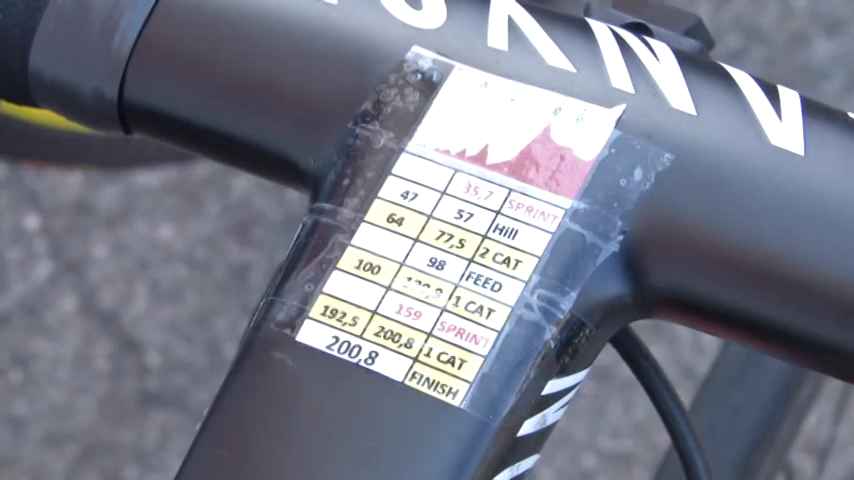 35,7 SPRINT
47 57 Hill
64 77,5 2 CAT
98 FEED
100 1 CAT
159 SPRINT
192,5 200,8 1 CAT
200,8 FINISH